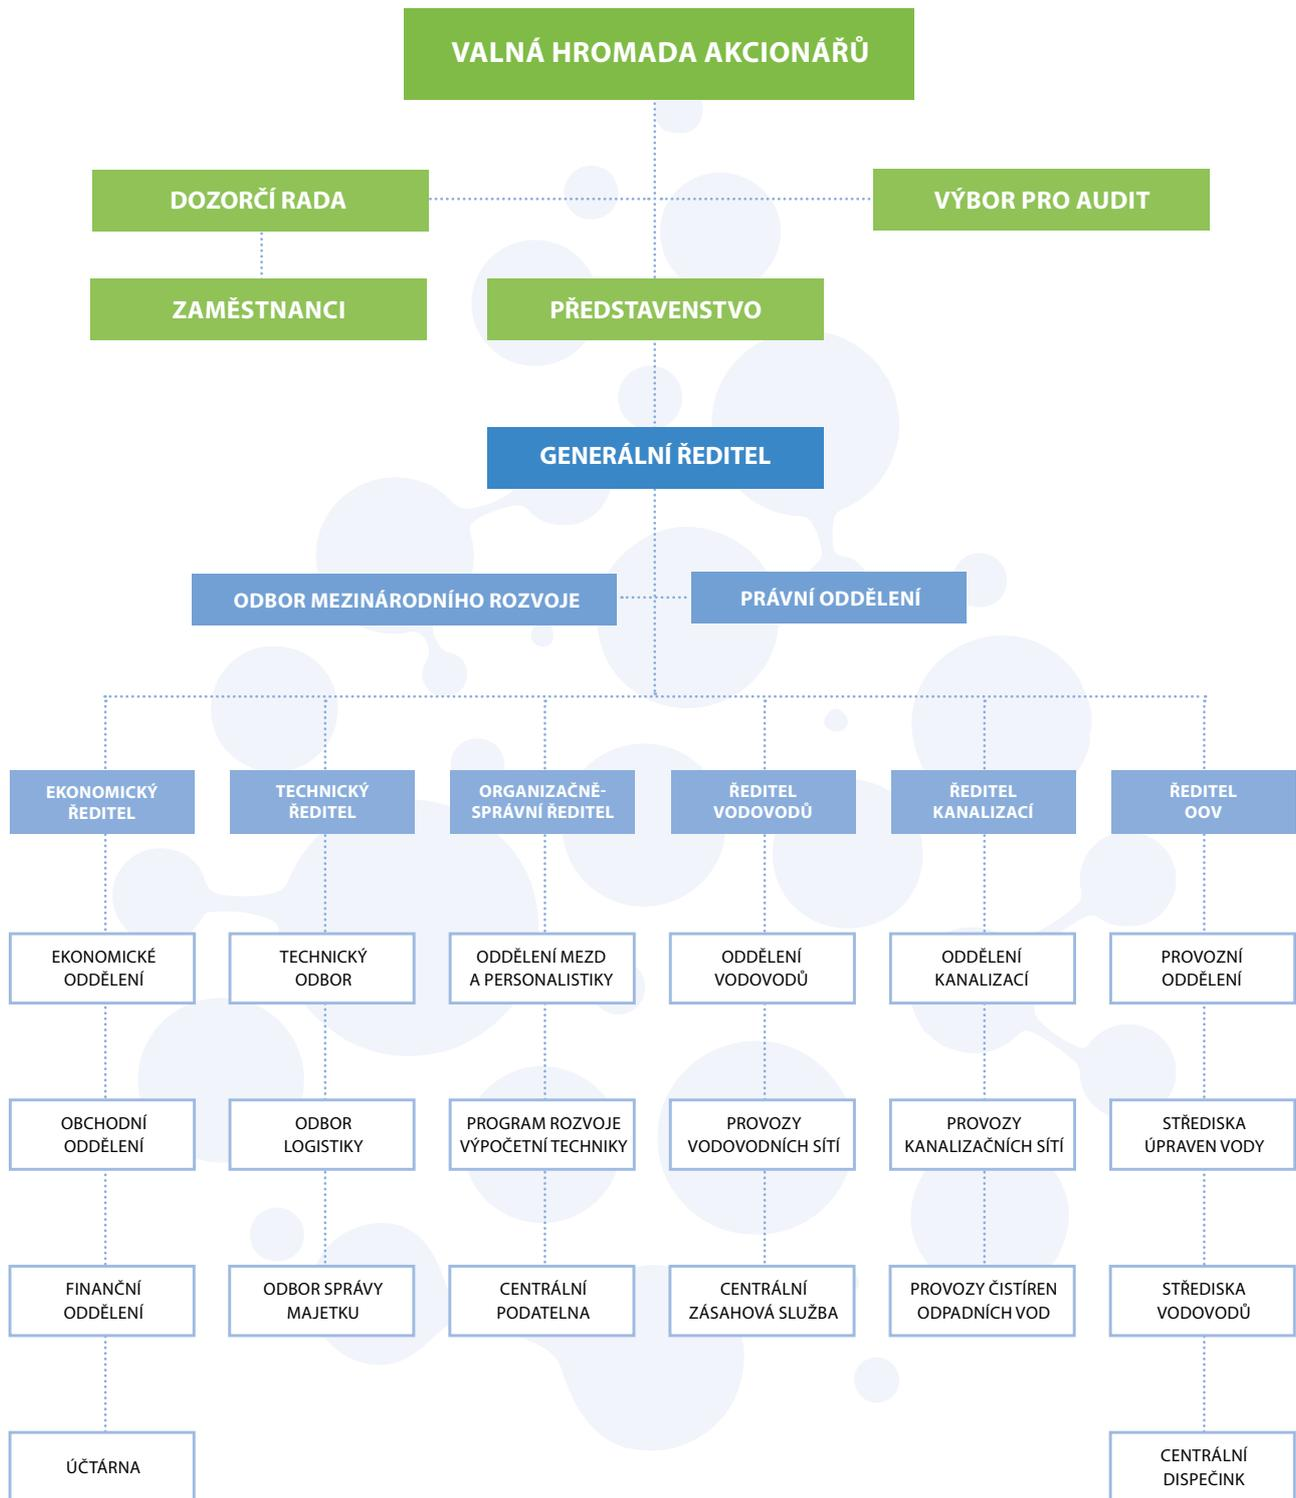 VALNÁ HROMADA AKCIONÁŘŮ
DOZORČÍ RADA
VÝBOR PRO AUDIT
ZAMĚSTNANCI
PŘEDSTAVENSTVO
GENERÁLNÍ ŘEDITEL
ODBOR MEZINÁRODNÍHO ROZVOJE
PRÁVNÍ ODDĚLENÍ
EKONOMICKÝ
ŘEDITEL
TECHNICKÝ
ŘEDITEL
ORGANIZAČNĚ-
SPRÁVNÍ ŘEDITEL
ŘEDITEL
VODOVODŮ
ŘEDITEL
KANALIZACÍ
ŘEDITEL
OOV
EKONOMICKÉ
ODDĚLENÍ
TECHNICKÝ
ODBOR
ODDĚLENÍ MEZD
A PERSONALISTIKY
ODDĚLENÍ
VODOVODŮ
ODDĚLENÍ
KANALIZACÍ
PROVOZNÍ
ODDĚLENÍ
OBCHODNÍ
ODDĚLENÍ
ODBOR
LOGISTIKY
PROGRAM ROZVOJE
VÝPOČETNÍ TECHNIKY
PROVOZY
VODOVODNÍCH SÍTÍ
PROVOZY
KANALIZAČNÍCH SÍTÍ
STŘEDISKA
ÚPRAVEN VODY
FINANČNÍ
ODDĚLENÍ
ODBOR SPRÁVY
MAJETKU
CENTRÁLNÍ
PODATELNA
CENTRÁLNÍ
ZÁSAHOVÁ SLUŽBA
PROVOZY ČISTÍREN
ODPADNÍCH VOD
STŘEDISKA
VODOVODŮ
ÚČTÁRNA
CENTRÁLNÍ
DISPEČINK